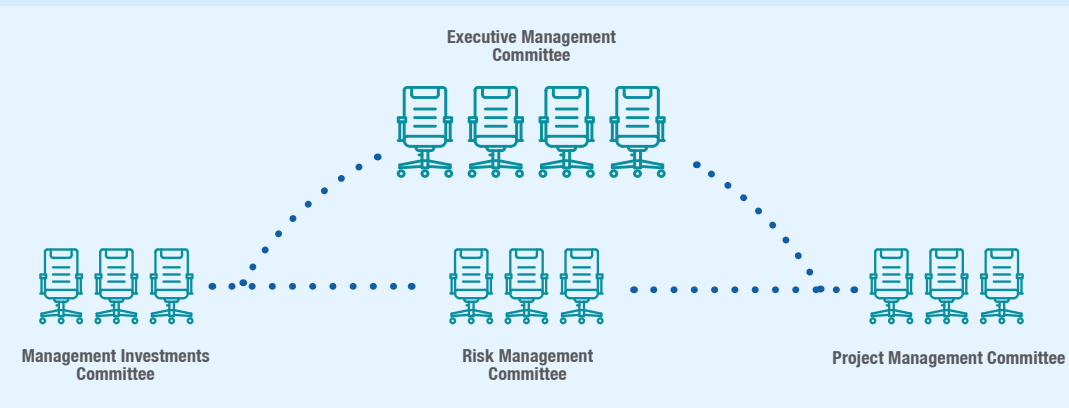 Executive Management
Committee
Management Investments
Committee
Risk Management
Committee
Project Management Committee